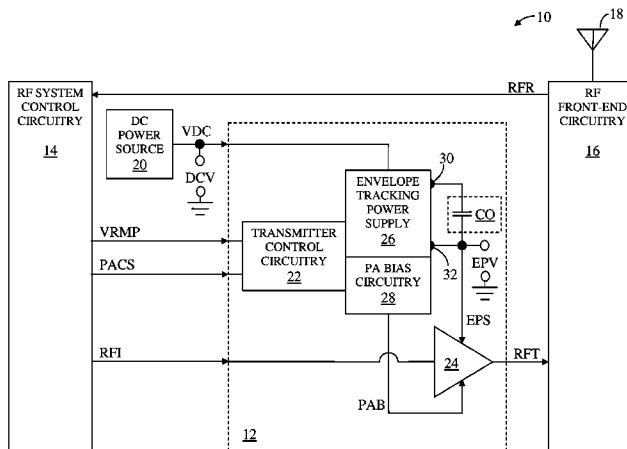 10
18
RF SYSTEM
CONTROL
CIRCUITRY
14
RFR
RF
FRONT-END
CIRCUITRY
16
DC
POWER
SOURCE
20
VDC
DCV
30
ENVELOPE
TRACKING
POWER
SUPPLY
26
CO
VRMP
TRANSMITTER
CONTROL
CIRCUITRY
22
PACS
32
EPV
PA BIAS
CIRCUITRY
28
EPS
RFI
24
RFT
PAB
12